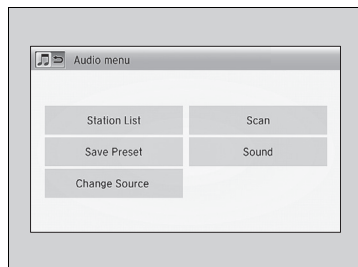 Audio menu
Station List
Scan
Save Preset
Sound
Change Source